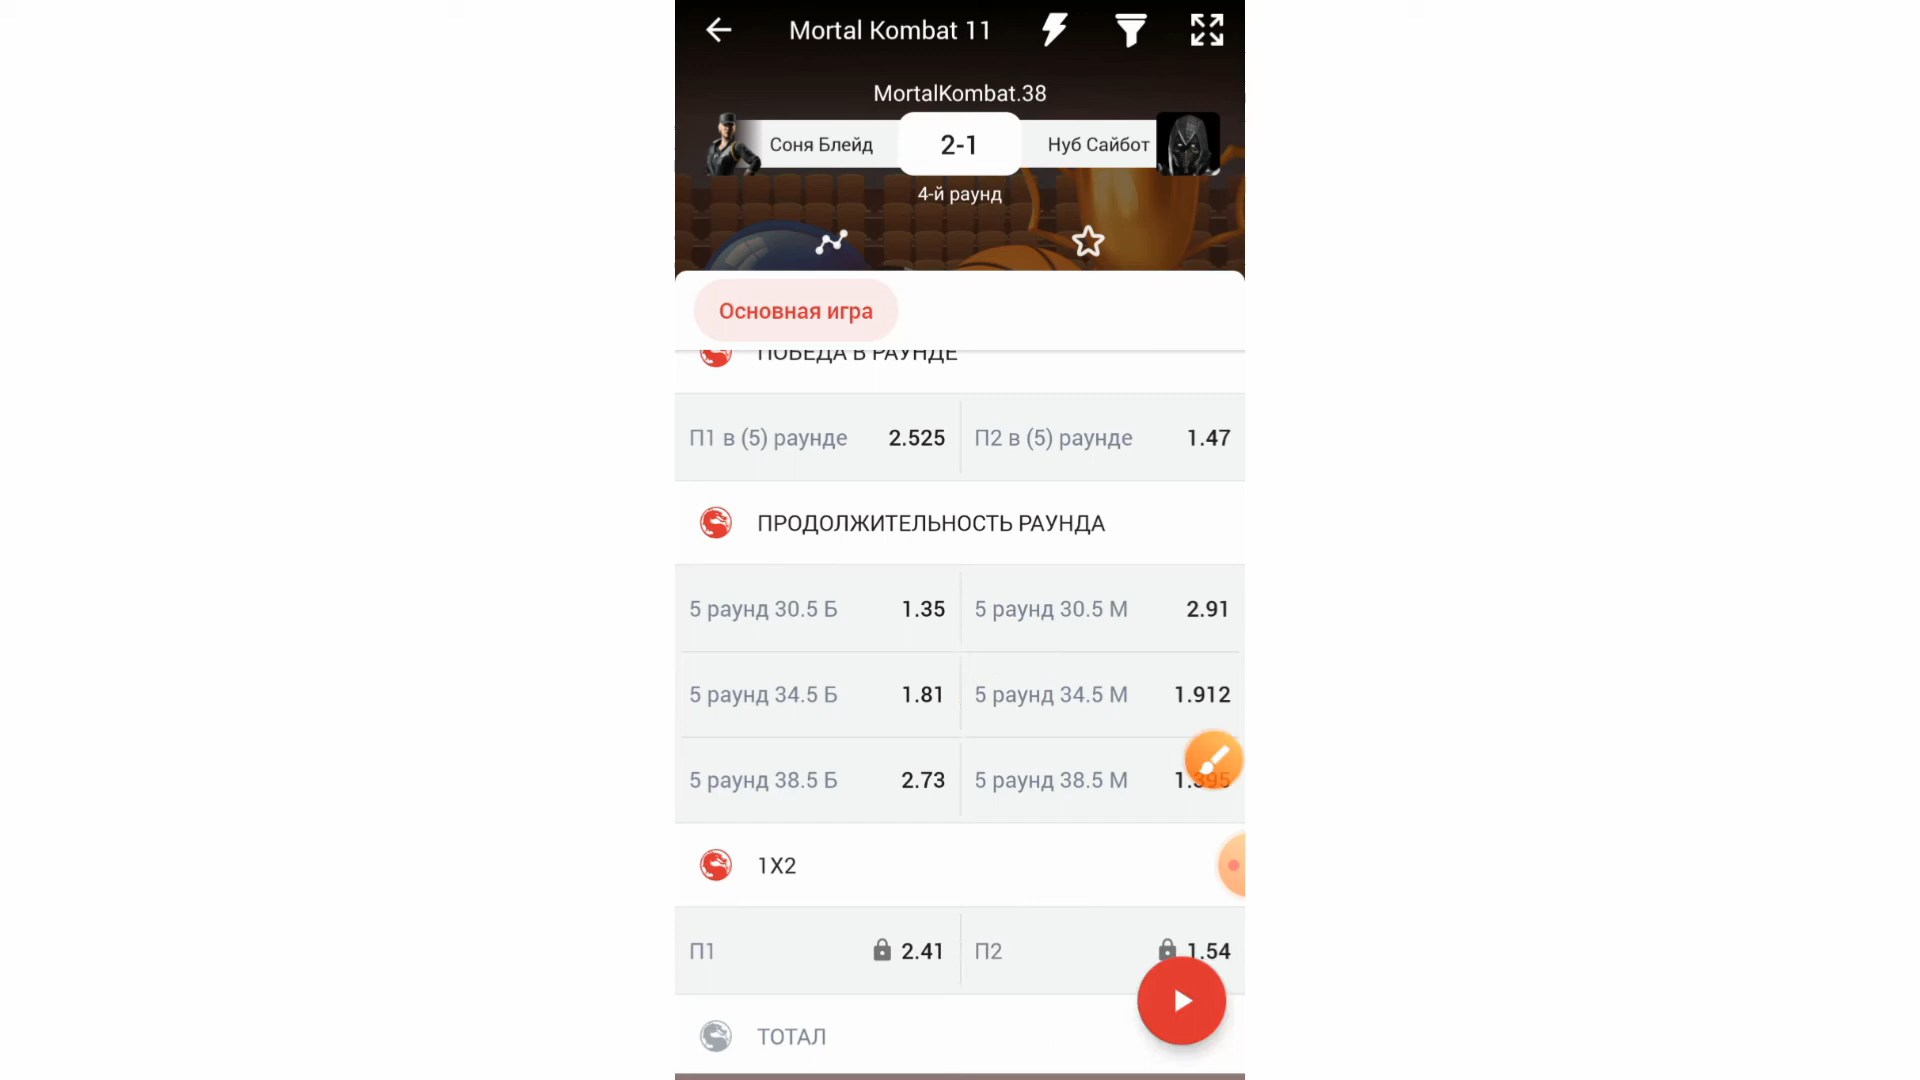 Mortal Kombat 11
MortalKombat.38
Соня Блейд 2-1 Нуб Сайбот
4-й раунд
Основная игра
ПОБЕДА В РАУНДЕ
П1 в (5) раунде 2.525 П2 в (5) раунде 1.47
ПРОДОЛЖИТЕЛЬНОСТЬ РАУНДА
5 раунд 30.5 Б 1.35 5 раунд 30.5 М 2.91
5 раунд 34.5 Б 1.81 5 раунд 34.5 М 1.912
5 раунд 38.5 Б 2.73 5 раунд 38.5 М 1.395
1X2
П1 2.41 П2 1.54
ТОТАЛ